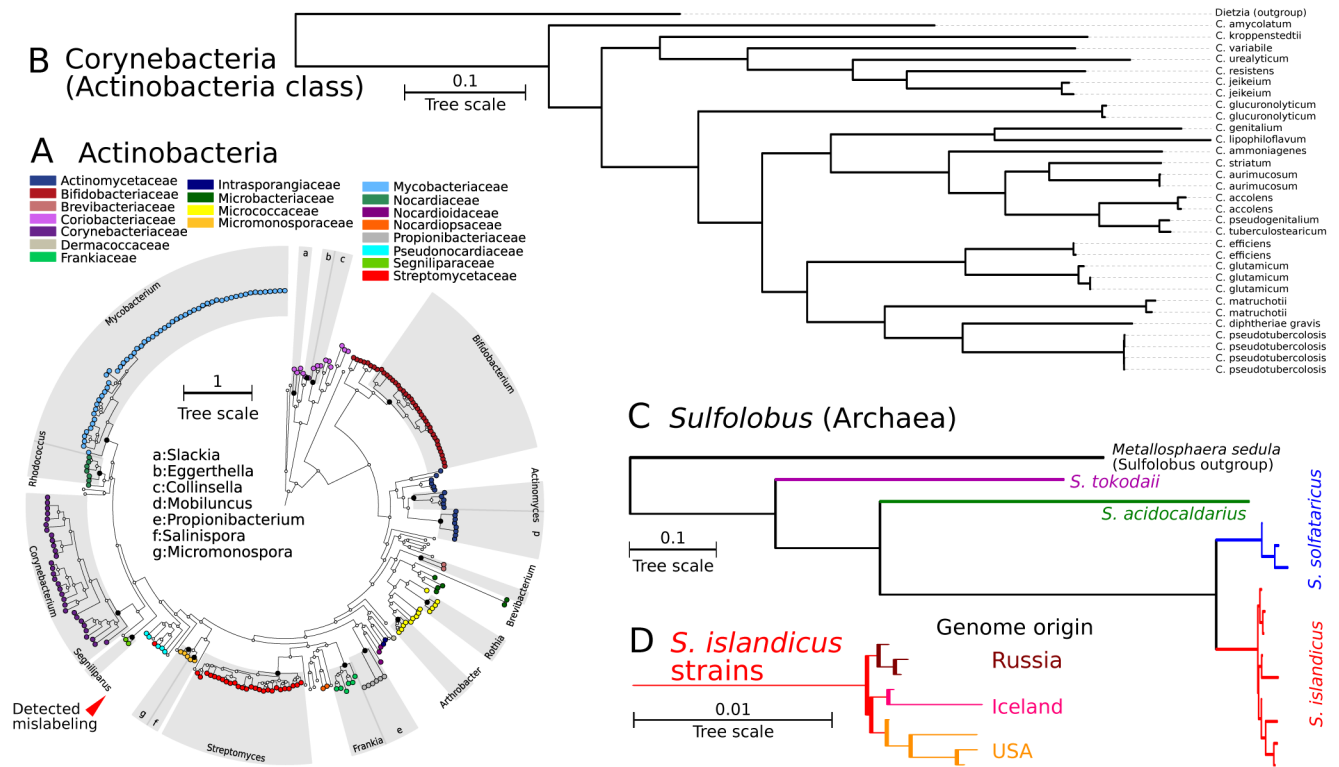 B Corynebacteria
(Actinobacteria class)
0.1
Tree scale
Dietzia (outgroup)
C. amycolatum
C. kroppenstedtii
C. variabile
C. urealyticum
C. resistens
C. jeikeium
C. jeikeium
C. glucuronolyticum
C. glucuronolyticum
C. genitalium
C. lipophiloflavum
C. ammoniagenes
C. striatum
C. aurimucosum
C. aurimucosum
C. accolens
C. accolens
C. pseudogenitalium
C. tuberculostearicum
C. efficiens
C. efficiens
C. glutamicum
C. glutamicum
C. glutamicum
C. matruchotii
C. matruchotii
C. diphtheriae gravis
C. pseudotubercolosis
C. pseudotubercolosis
C. pseudotubercolosis
C. pseudotubercolosis
A Actinobacteria
Actinomycetaceae
Bifidobacteriaceae
Brevibacteriaceae
Coriobacteriaceae
Corynebacteriaceae
Dermacoccaceae
Frankiaceae
Intrasporangiaceae
Microbacteriaceae
Micrococcaceae
Micromonosporaceae
Mycobacteriaceae
Nocardiaceae
Nocardioidaceae
Nocardiopsaceae
Propionibacteriaceae
Pseudonocardiaceae
Segniliparaceae
Streptomycetaceae
a
b
c
Mycobacterium
Bifidobacterium
1
Tree scale
a:Slackia
b:Eggerthella
c:Collinsella
d:Mobiluncus
e:Propionibacterium
f:Salinispora
g:Micromonospora
Rhodococcus
Actinomyces
d
Corynebacterium
Brevibacterium
Rothia
Arthrobacter
Segniliparus
Detected
mislabeling
g
f
Streptomyces
Frankia
e
C Sulfolobus (Archaea)
Metallosphaera sedula
(Sulfolobus outgroup)
S. tokodaii
S. acidocaldarius
0.1
Tree scale
S. solfataricus
S. islandicus
D S. islandicus
strains
Genome origin
Russia
Iceland
USA
0.01
Tree scale